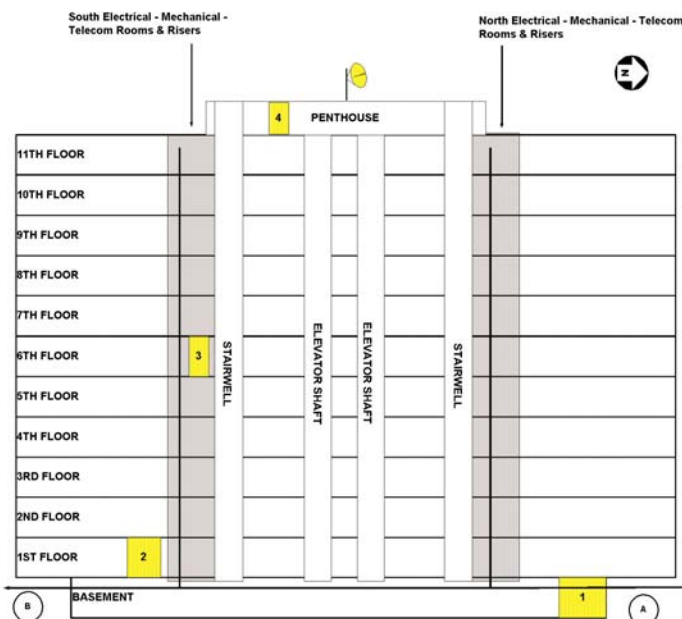 South Electrical - Mechanical -
Telecom Rooms & Risers
North Electrical - Mechanical - Telecom
Rooms & Risers
N
4
PENTHOUSE
11TH FLOOR
10TH FLOOR
9TH FLOOR
8TH FLOOR
7TH FLOOR
6TH FLOOR
3
STAIRWELL
ELEVATOR SHAFT
ELEVATOR SHAFT
STAIRWELL
5TH FLOOR
4TH FLOOR
3RD FLOOR
2ND FLOOR
1ST FLOOR
2
B
BASEMENT
1
A